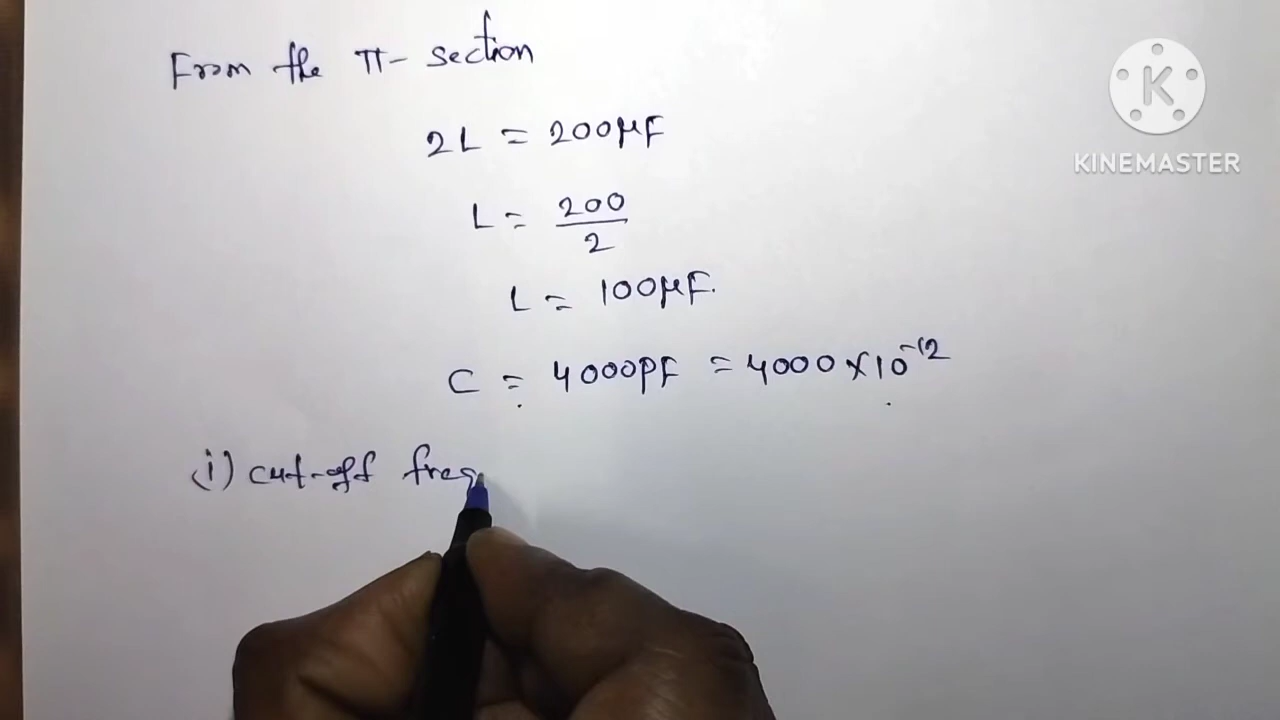 From the π- section
2L = 200μF
L = 200/2
L = 100μF.
C = 4000PF = 4000 × 10⁻¹²
(i) cut-off freq
K
KINEMASTER